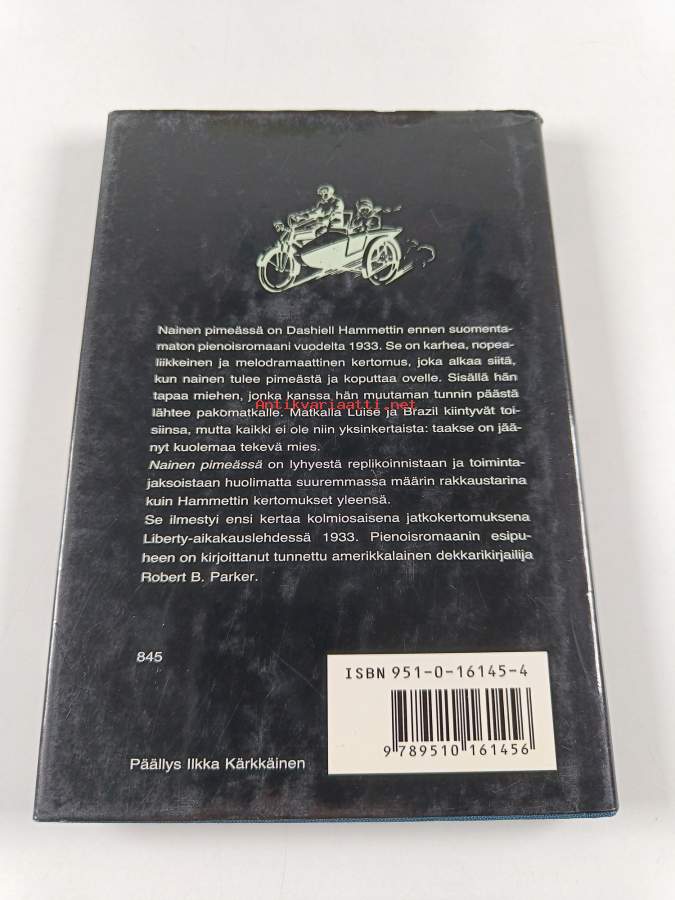 Nainen pimeässä on Dashiell Hammettin ennen suomenta-
maton pienoisromaani vuodelta 1933. Se on karhea, nopea-
liikkeinen ja melodramaattinen kertomus, joka alkaa siitä,
kun nainen tulee pimeästä ja koputtaa ovelle. Sisällä hän
tapaa miehen, jonka kanssa hän muutaman tunnin päästä
Antikvariaatti.net
lähtee pakomatkalle. Matkalla Luise ja Brazil kiintyvät toi-
siinsa, mutta kaikki ei ole niin yksinkertaista: taakse on jää-
nyt kuolemaa tekevä mies.
Nainen pimeässä on lyhyestä replikoinnistaan ja toiminta-
jaksoistaan huolimatta suuremmassa määrin rakkaustarina
kuin Hammettin kertomukset yleensä.
Se ilmestyi ensi kertaa kolmiosaisena jatkokertomuksena
Liberty-aikakauslehdessä 1933. Pienoisromaanin esipu-
heen on kirjoittanut tunnettu amerikkalainen dekkarikirjailija
Robert B. Parker.
845
ISBN 951-0-16145-4
9 789510 161456
Päällys Ilkka Kärkkäinen